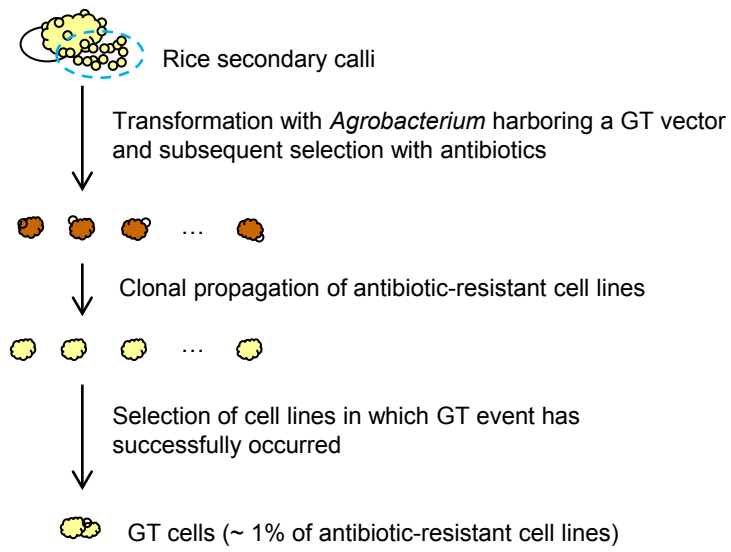 Rice secondary calli
Transformation with Agrobacterium harboring a GT vector
and subsequent selection with antibiotics
…
Clonal propagation of antibiotic-resistant cell lines
…
Selection of cell lines in which GT event has
successfully occurred
GT cells (~ 1% of antibiotic-resistant cell lines)